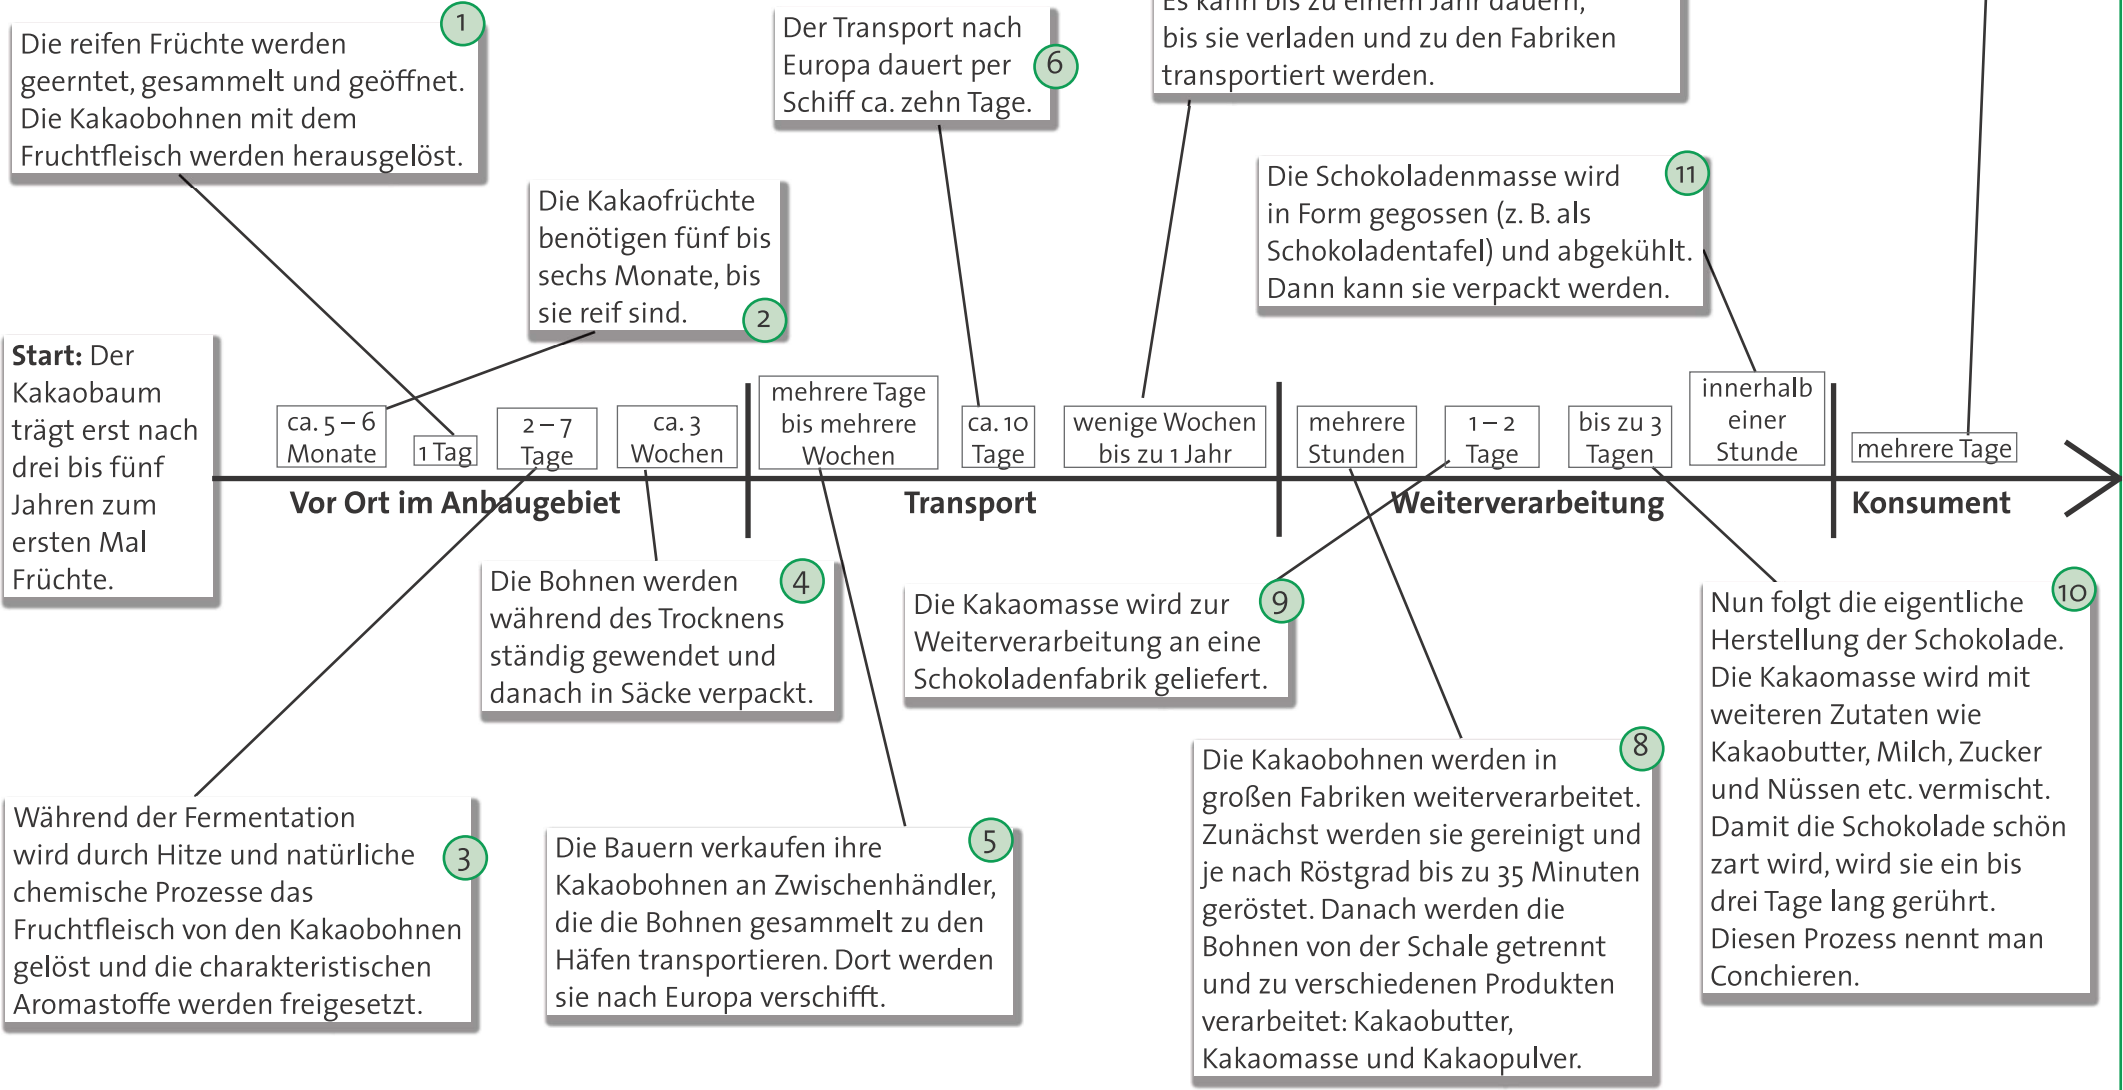 1
Die reifen Früchte werden
geerntet, gesammelt und geöffnet.
Die Kakaobohnen mit dem
Fruchtfleisch werden herausgelöst.
Der Transport nach
Europa dauert per
Schiff ca. zehn Tage.
6
Es kann bis zu einem Jahr dauern,
bis sie verladen und zu den Fabriken
transportiert werden.
Die Kakaofrüchte
benötigen fünf bis
sechs Monate, bis
sie reif sind.
2
11
Die Schokoladenmasse wird
in Form gegossen (z. B. als
Schokoladentafel) und abgekühlt.
Dann kann sie verpackt werden.
Start: Der
Kakaobaum
trägt erst nach
drei bis fünf
Jahren zum
ersten Mal
Früchte.
ca. 5 – 6
Monate
1 Tag
2 – 7
Tage
ca. 3
Wochen
mehrere Tage
bis mehrere
Wochen
ca. 10
Tage
wenige Wochen
bis zu 1 Jahr
mehrere
Stunden
1 – 2
Tage
bis zu 3
Tagen
innerhalb
einer
Stunde
mehrere Tage
Vor Ort im Anbaugebiet
Transport
Weiterverarbeitung
Konsument
4
Die Bohnen werden
während des Trocknens
ständig gewendet und
danach in Säcke verpackt.
9
Die Kakaomasse wird zur
Weiterverarbeitung an eine
Schokoladenfabrik geliefert.
10
Nun folgt die eigentliche
Herstellung der Schokolade.
Die Kakaomasse wird mit
weiteren Zutaten wie
Kakaobutter, Milch, Zucker
und Nüssen etc. vermischt.
Damit die Schokolade schön
zart wird, wird sie ein bis
drei Tage lang gerührt.
Diesen Prozess nennt man
Conchieren.
3
Während der Fermentation
wird durch Hitze und natürliche
chemische Prozesse das
Fruchtfleisch von den Kakaobohnen
gelöst und die charakteristischen
Aromastoffe werden freigesetzt.
5
Die Bauern verkaufen ihre
Kakaobohnen an Zwischenhändler,
die die Bohnen gesammelt zu den
Häfen transportieren. Dort werden
sie nach Europa verschifft.
8
Die Kakaobohnen werden in
großen Fabriken weiterverarbeitet.
Zunächst werden sie gereinigt und
je nach Röstgrad bis zu 35 Minuten
geröstet. Danach werden die
Bohnen von der Schale getrennt
und zu verschiedenen Produkten
verarbeitet: Kakaobutter,
Kakaomasse und Kakaopulver.